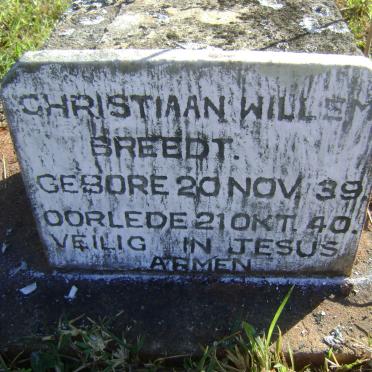 CHRISTIAAN WILLEM
BREEDT.
GEBORE 20 NOV. 39
OORLEDE 21 OKT. 40.
VEILIG IN JESUS
ARMEN